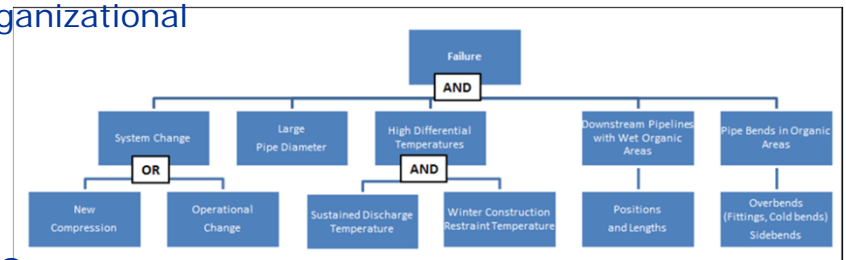 ganizational
Failure
AND
System Change
Large
Pipe Diameter
High Differential
Temperatures
Downstream Pipelines
with Wet Organic
Areas
Pipe Bends in Organic
Areas
OR
AND
New
Compression
Operational
Change
Sustained Discharge
Temperature
Winter Construction
Restraint Temperature
Positions
and Lengths
Overbends
(Fittings, Cold bends)
Sidebends